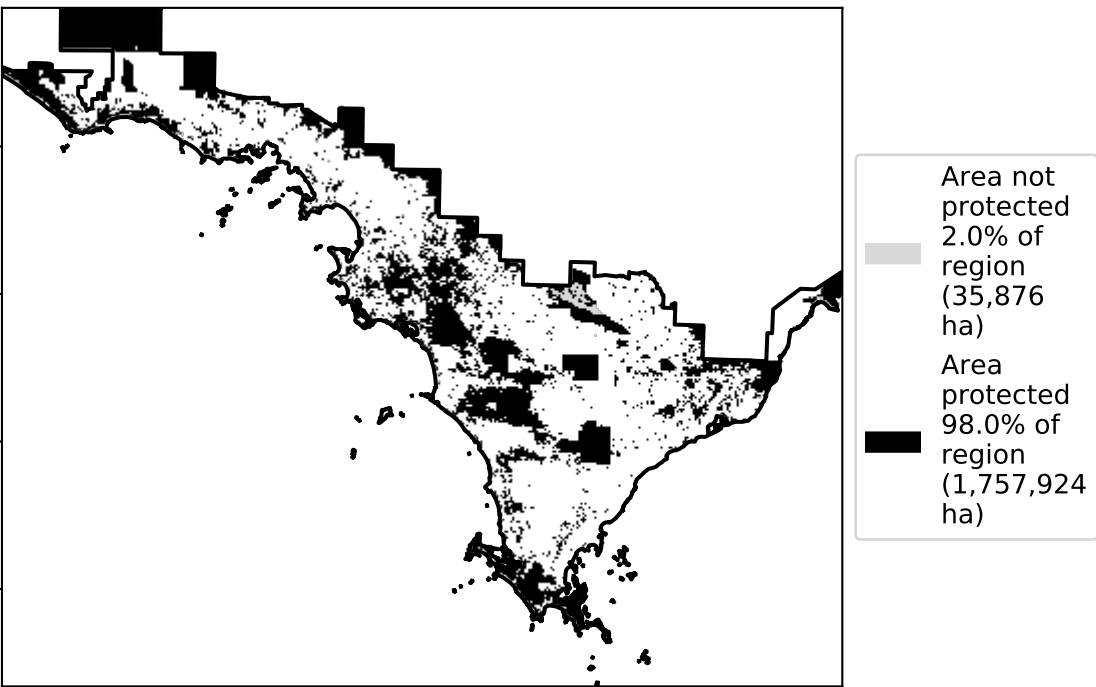 Area not
protected
2.0% of
region
(35,876
ha)
Area
protected
98.0% of
region
(1,757,924
ha)